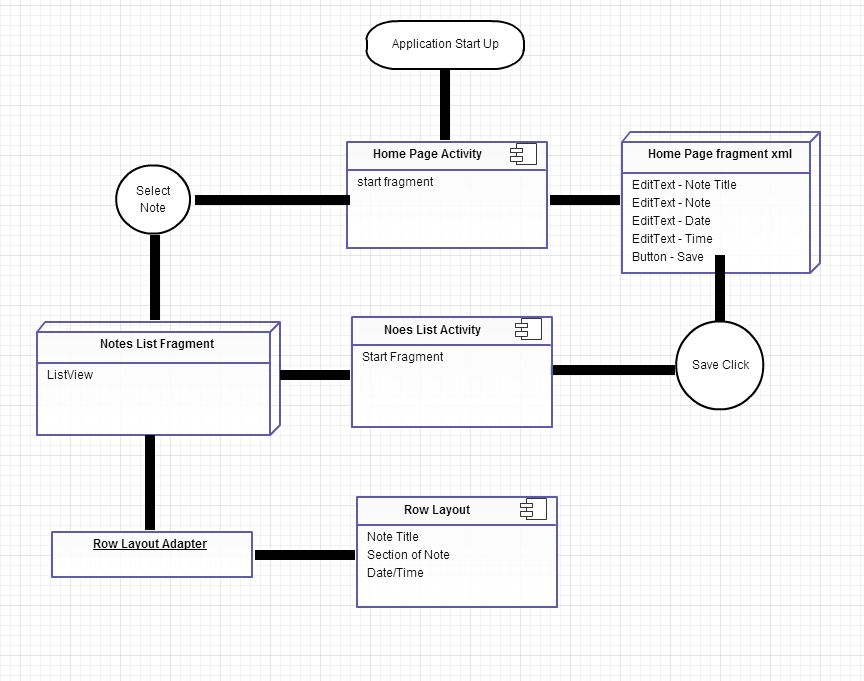 Application Start Up
Home Page Activity
start fragment
Home Page fragment xml
EditText - Note Title
EditText - Note
EditText - Date
EditText - Time
Button - Save
Select
Note
Notes List Fragment
ListView
Noes List Activity
Start Fragment
Save Click
Row Layout Adapter
Row Layout
Note Title
Section of Note
Date/Time